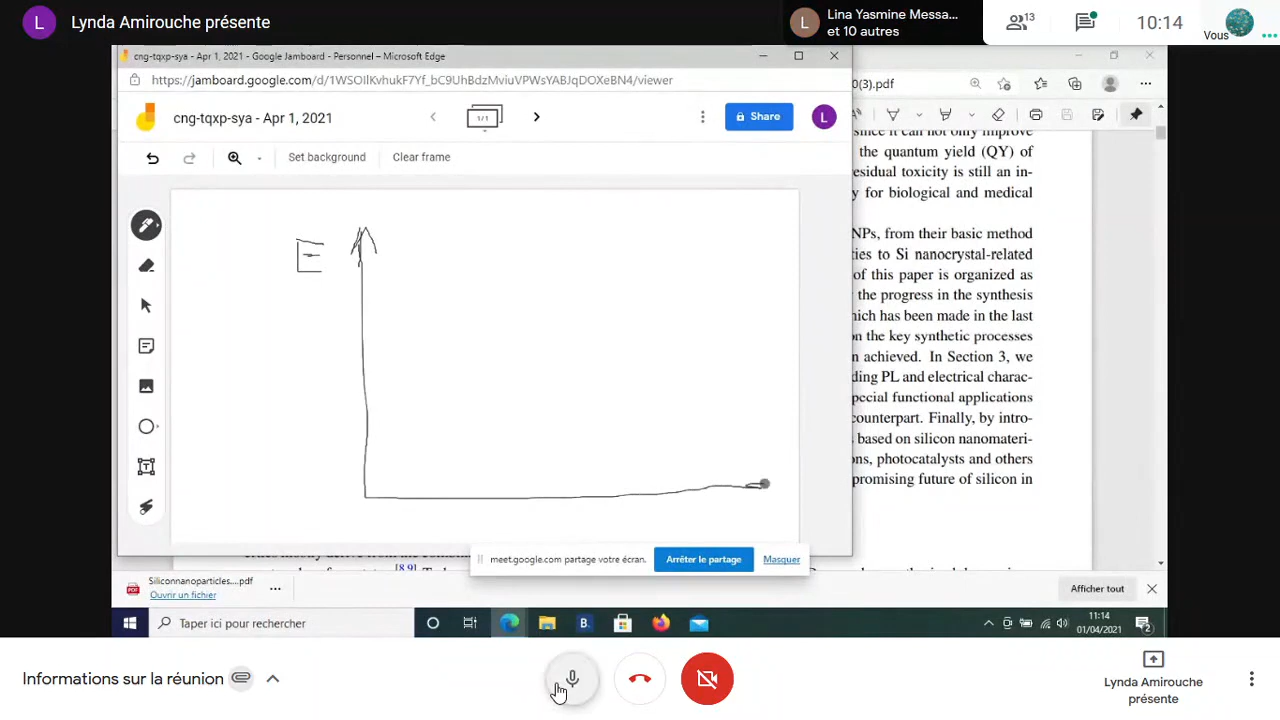 L Lynda Amirouche présente
L Lina Yasmine Messa...
et 10 autres
13
10:14
Vous
cng-tqxp-sya - Apr 1, 2021 - Google Jamboard - Personnel – Microsoft Edge
https://jamboard.google.com/d/1WSOIlKvhukF7Yf_bC9UhBdzMviuVPWsYABJqDOXeBN4/viewer
0(3).pdf
cng-tqxp-sya - Apr 1, 2021
1/1
Share
L
Set background
Clear frame
E
since it can not only improve
the quantum yield (QY) of
residual toxicity is still an in-
y for biological and medical
NPs, from their basic method
ties to Si nanocrystal-related
of this paper is organized as
the progress in the synthesis
hich has been made in the last
on the key synthetic processes
n achieved. In Section 3, we
ding PL and electrical charac-
pecial functional applications
counterpart. Finally, by intro-
s based on silicon nanomateri-
ons, photocatalysts and others
promising future of silicon in
meet.google.com partage votre écran.
Arrêter le partage
Masquer
[8,9]
Siliconnanoparticles....pdf
Ouvrir un fichier
...
Afficher tout
Taper ici pour rechercher
B.
11:14
01/04/2021
2
Informations sur la réunion
Lynda Amirouche
présente